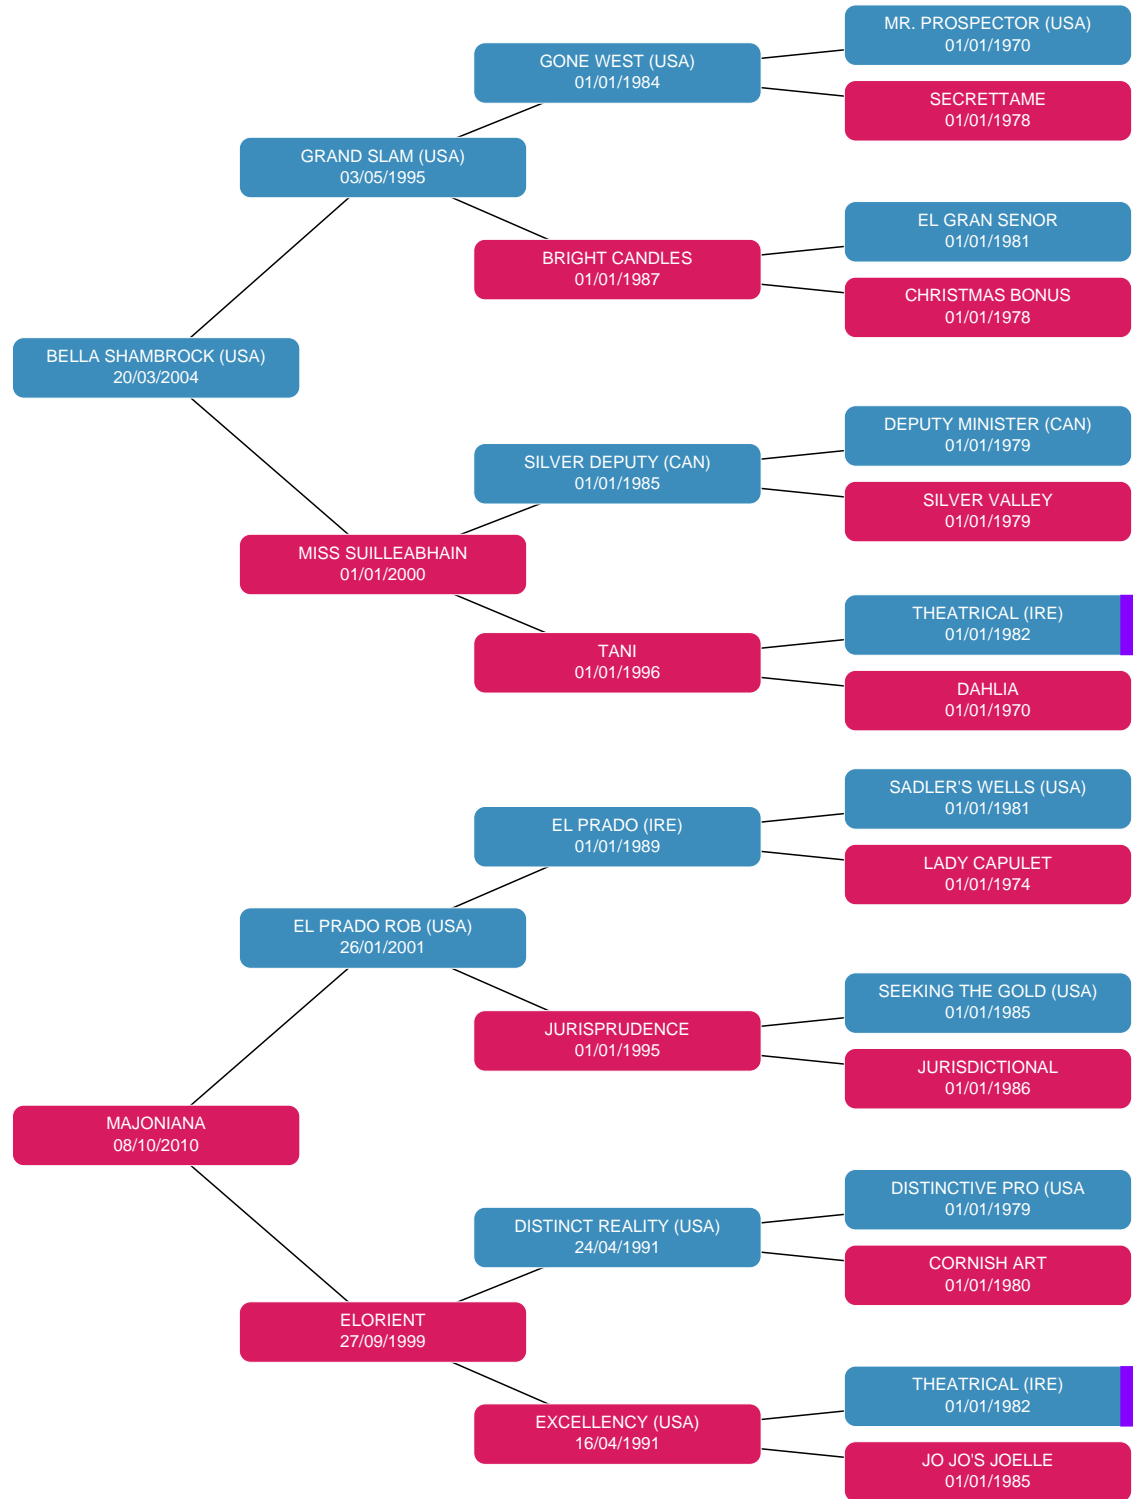 MR. PROSPECTOR (USA)
01/01/1970
GONE WEST (USA)
01/01/1984
SECRETTAME
01/01/1978
GRAND SLAM (USA)
03/05/1995
EL GRAN SENOR
01/01/1981
BRIGHT CANDLES
01/01/1987
CHRISTMAS BONUS
01/01/1978
BELLA SHAMBROCK (USA)
20/03/2004
DEPUTY MINISTER (CAN)
01/01/1979
SILVER DEPUTY (CAN)
01/01/1985
SILVER VALLEY
01/01/1979
MISS SUILLEABHAIN
01/01/2000
THEATRICAL (IRE)
01/01/1982
TANI
01/01/1996
DAHLIA
01/01/1970
SADLER'S WELLS (USA)
01/01/1981
EL PRADO (IRE)
01/01/1989
LADY CAPULET
01/01/1974
EL PRADO ROB (USA)
26/01/2001
SEEKING THE GOLD (USA)
01/01/1985
JURISPRUDENCE
01/01/1995
JURISDICTIONAL
01/01/1986
MAJONIANA
08/10/2010
DISTINCTIVE PRO (USA
01/01/1979
DISTINCT REALITY (USA)
24/04/1991
CORNISH ART
01/01/1980
ELORIENT
27/09/1999
THEATRICAL (IRE)
01/01/1982
EXCELLENCY (USA)
16/04/1991
JO JO'S JOELLE
01/01/1985